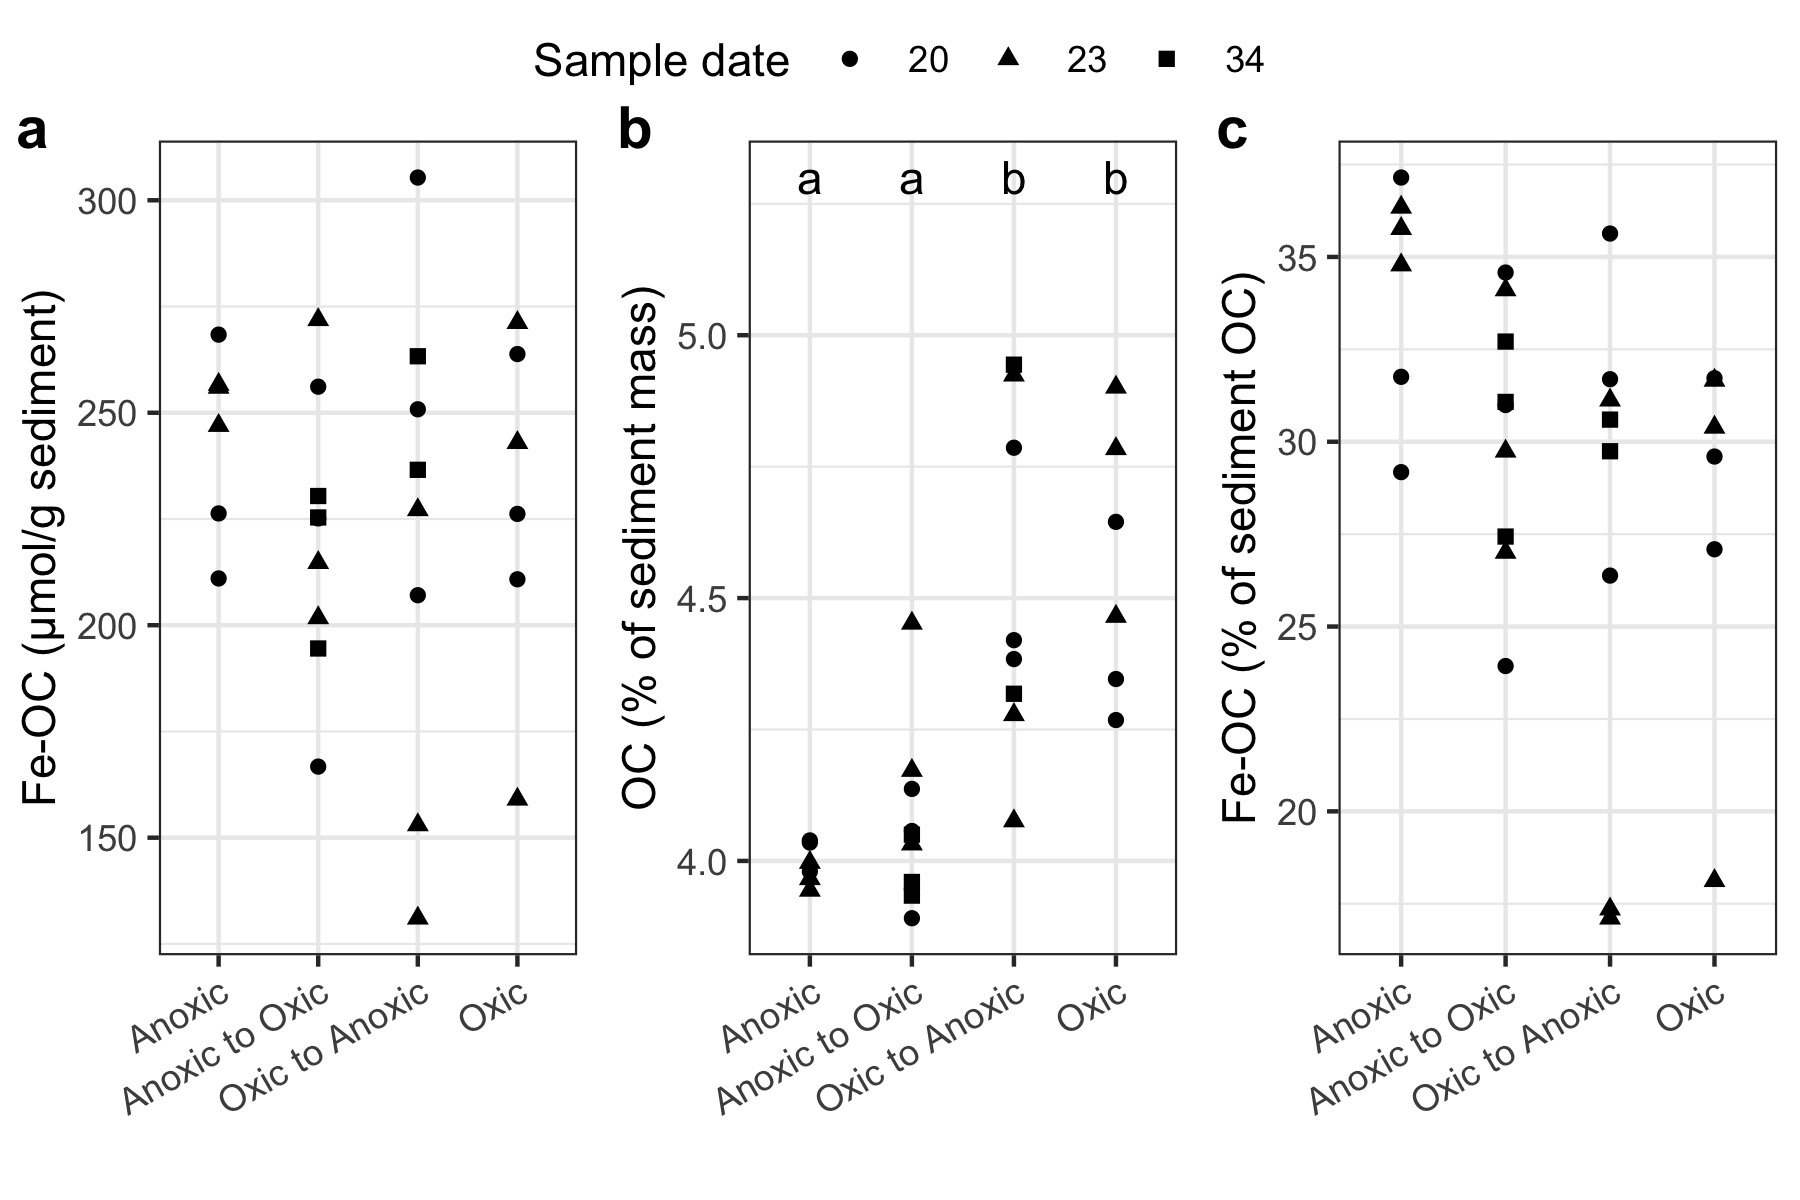 Sample date 20 23 34
a
Fe-OC (µmol/g sediment)
300
250
200
150
Anoxic
Anoxic to Oxic
Oxic to Anoxic
Oxic
b
OC (% of sediment mass)
a a b b
5.0
4.5
4.0
Anoxic
Anoxic to Oxic
Oxic to Anoxic
Oxic
c
Fe-OC (% of sediment OC)
35
30
25
20
Anoxic
Anoxic to Oxic
Oxic to Anoxic
Oxic